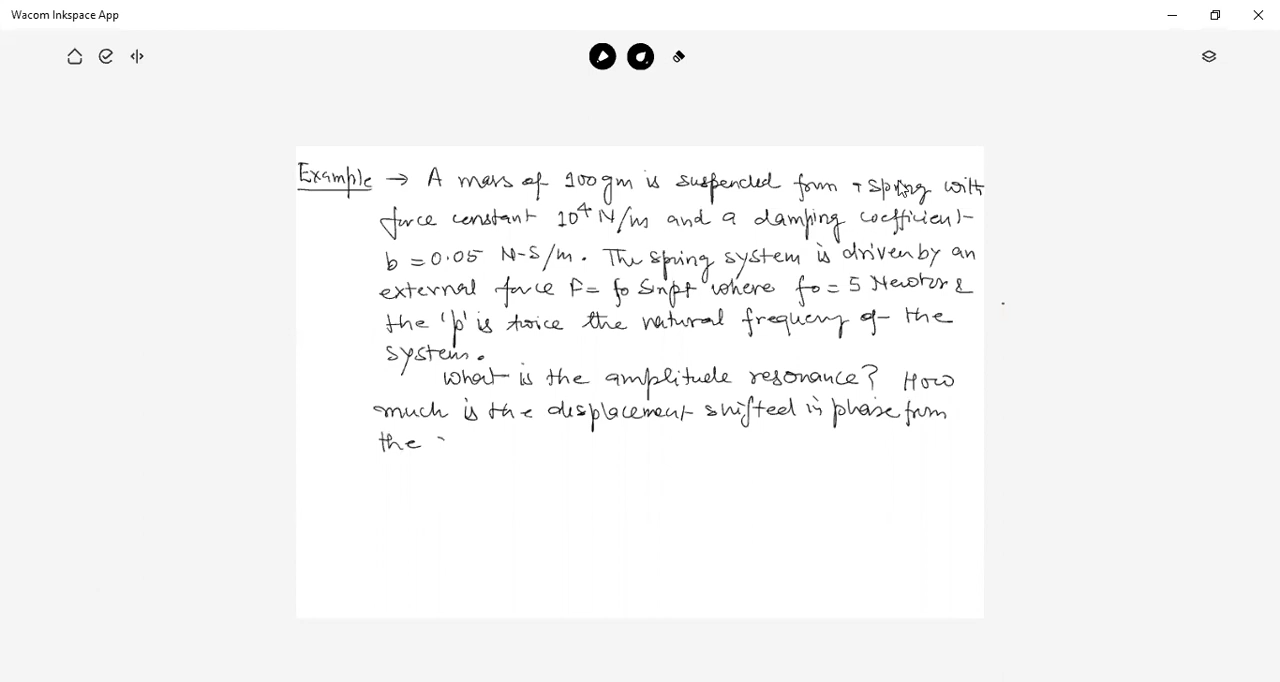 Wacom Inkspace App
Example → A mass of 100gm is suspended form a spring with
force constant 10⁴ N/m and a damping coefficient
b = 0.05 N-S/m. The spring system is driven by an
external force F = f0 Sinpt where f0 = 5 Newton &
the 'p' is twice the natural frequency of the
system.
What is the amplitude resonance? How
much is the displacement shifted in phase from
the